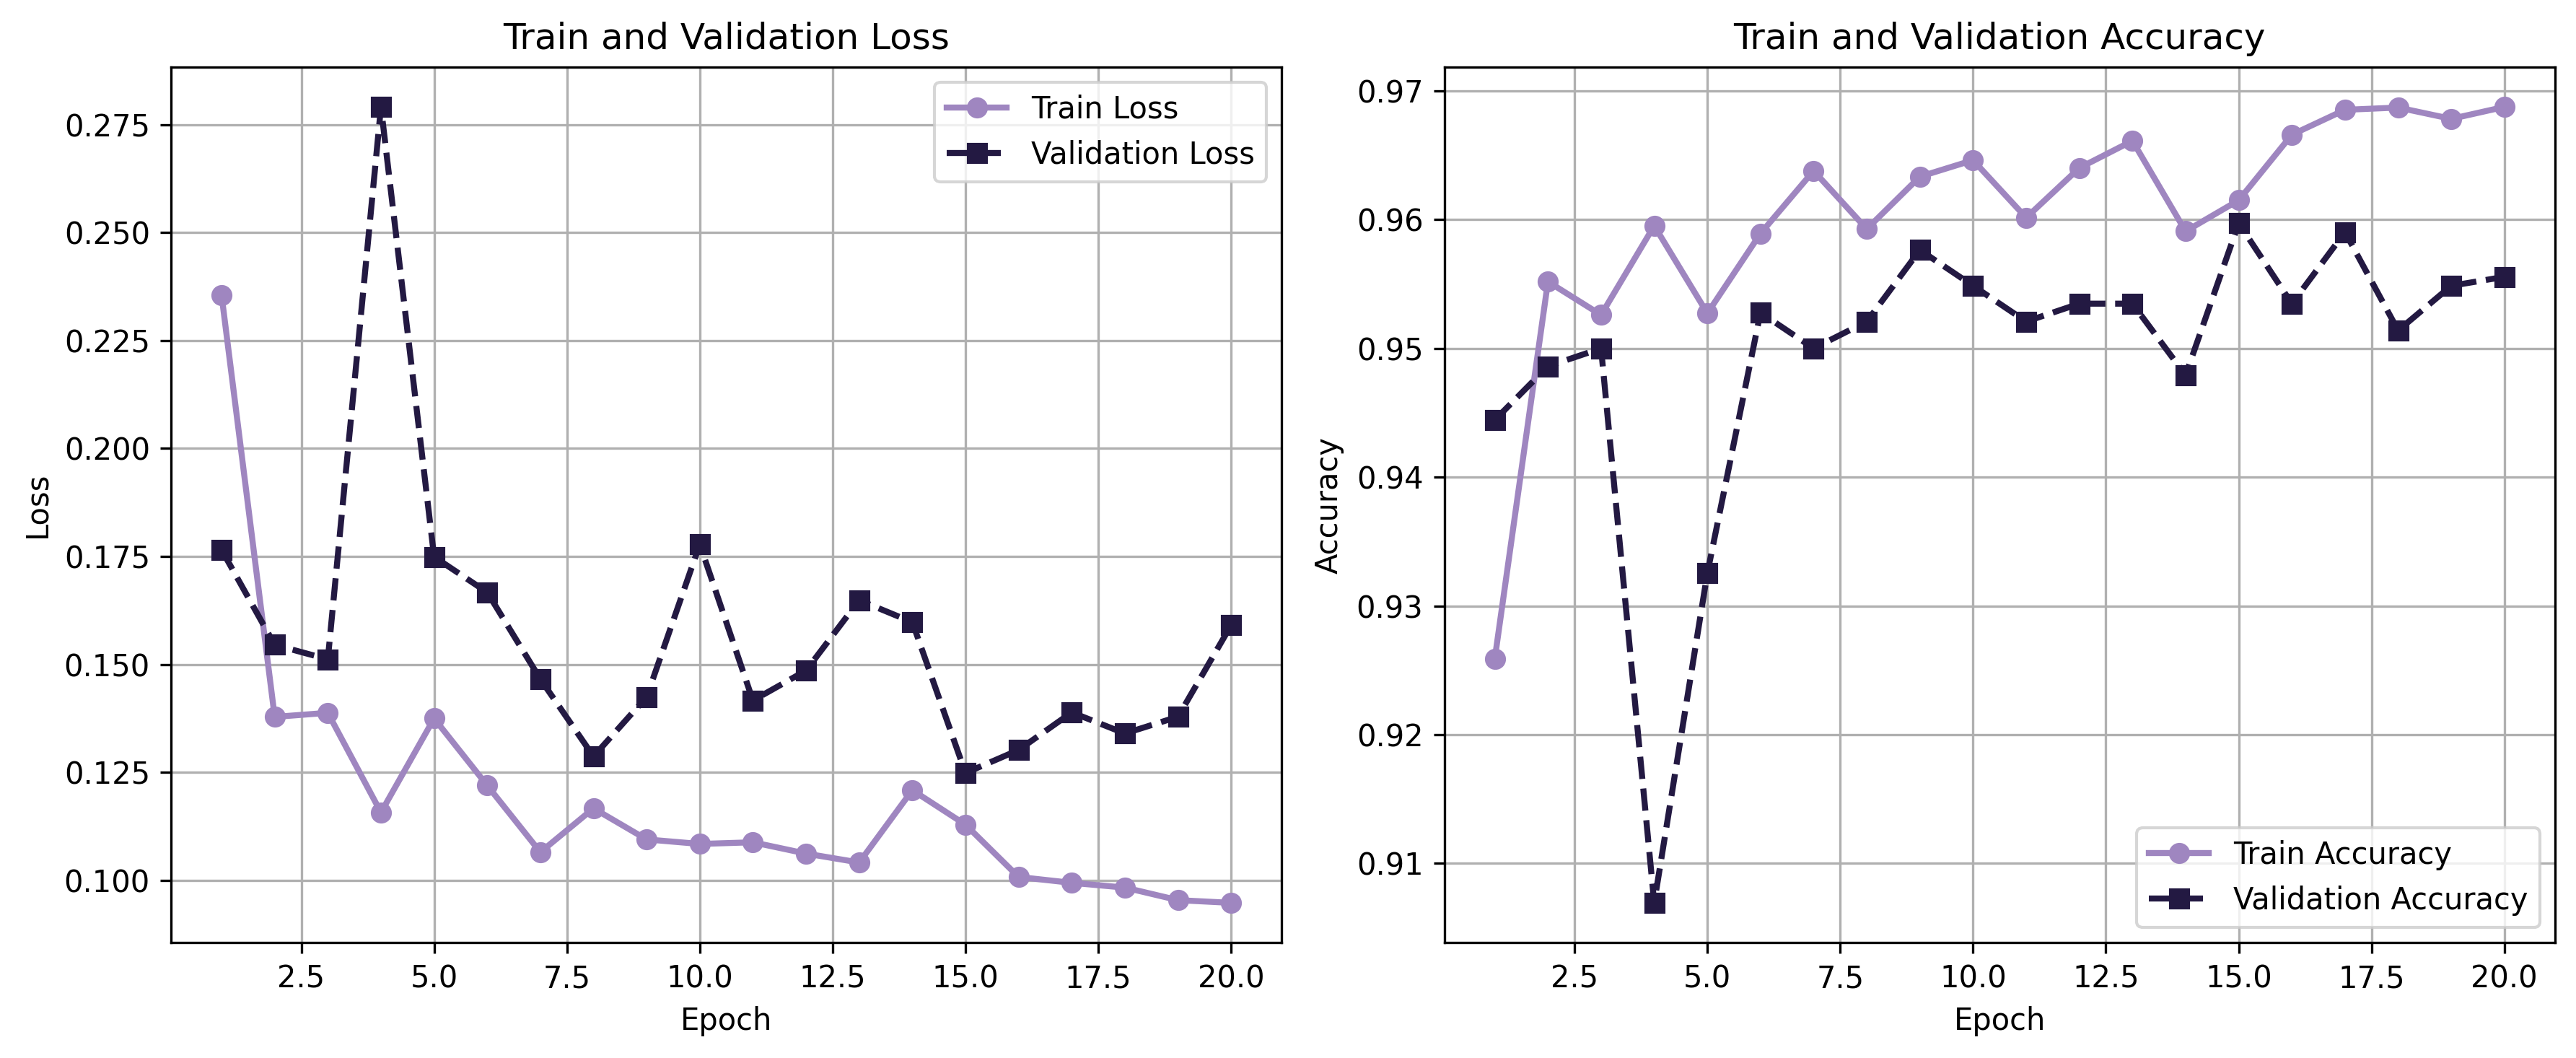 Train and Validation Loss
Train Loss
Validation Loss
0.275
0.250
0.225
0.200
0.175
0.150
0.125
0.100
Loss
2.5 5.0 7.5 10.0 12.5 15.0 17.5 20.0
Epoch
Train and Validation Accuracy
0.97
0.96
0.95
0.94
0.93
0.92
0.91
Accuracy
Train Accuracy
Validation Accuracy
2.5 5.0 7.5 10.0 12.5 15.0 17.5 20.0
Epoch